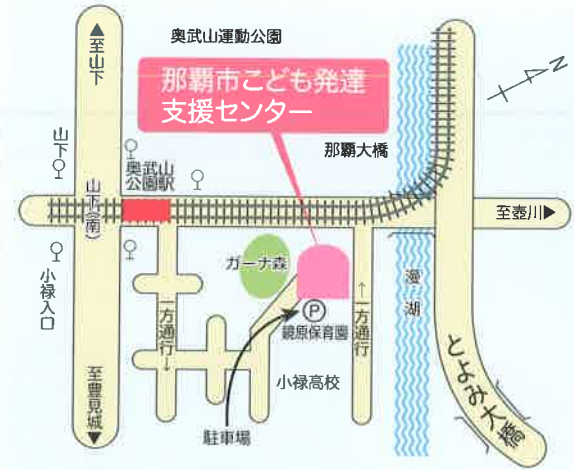 ▲至山下
奥武山運動公園
那覇市こども発達
支援センター
N
山下
奥武山
公園駅
那覇大橋
山下(南)
至壺川▶
小禄入口
ガーナ森
漫湖
P
鏡原保育園
一方通行↓
↑一方通行
とよみ大橋
至豊見城▼
小禄高校
駐車場